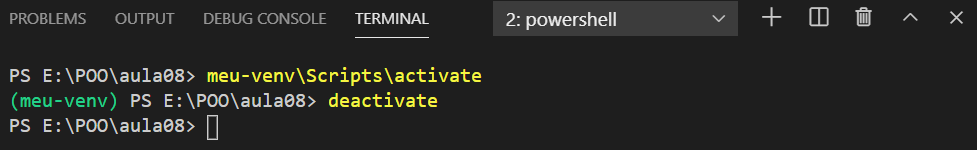 PROBLEMS OUTPUT DEBUG CONSOLE TERMINAL 2: powershell
PS E:\POO\aula08> meu-venv\Scripts\activate
(meu-venv) PS E:\POO\aula08> deactivate
PS E:\POO\aula08>